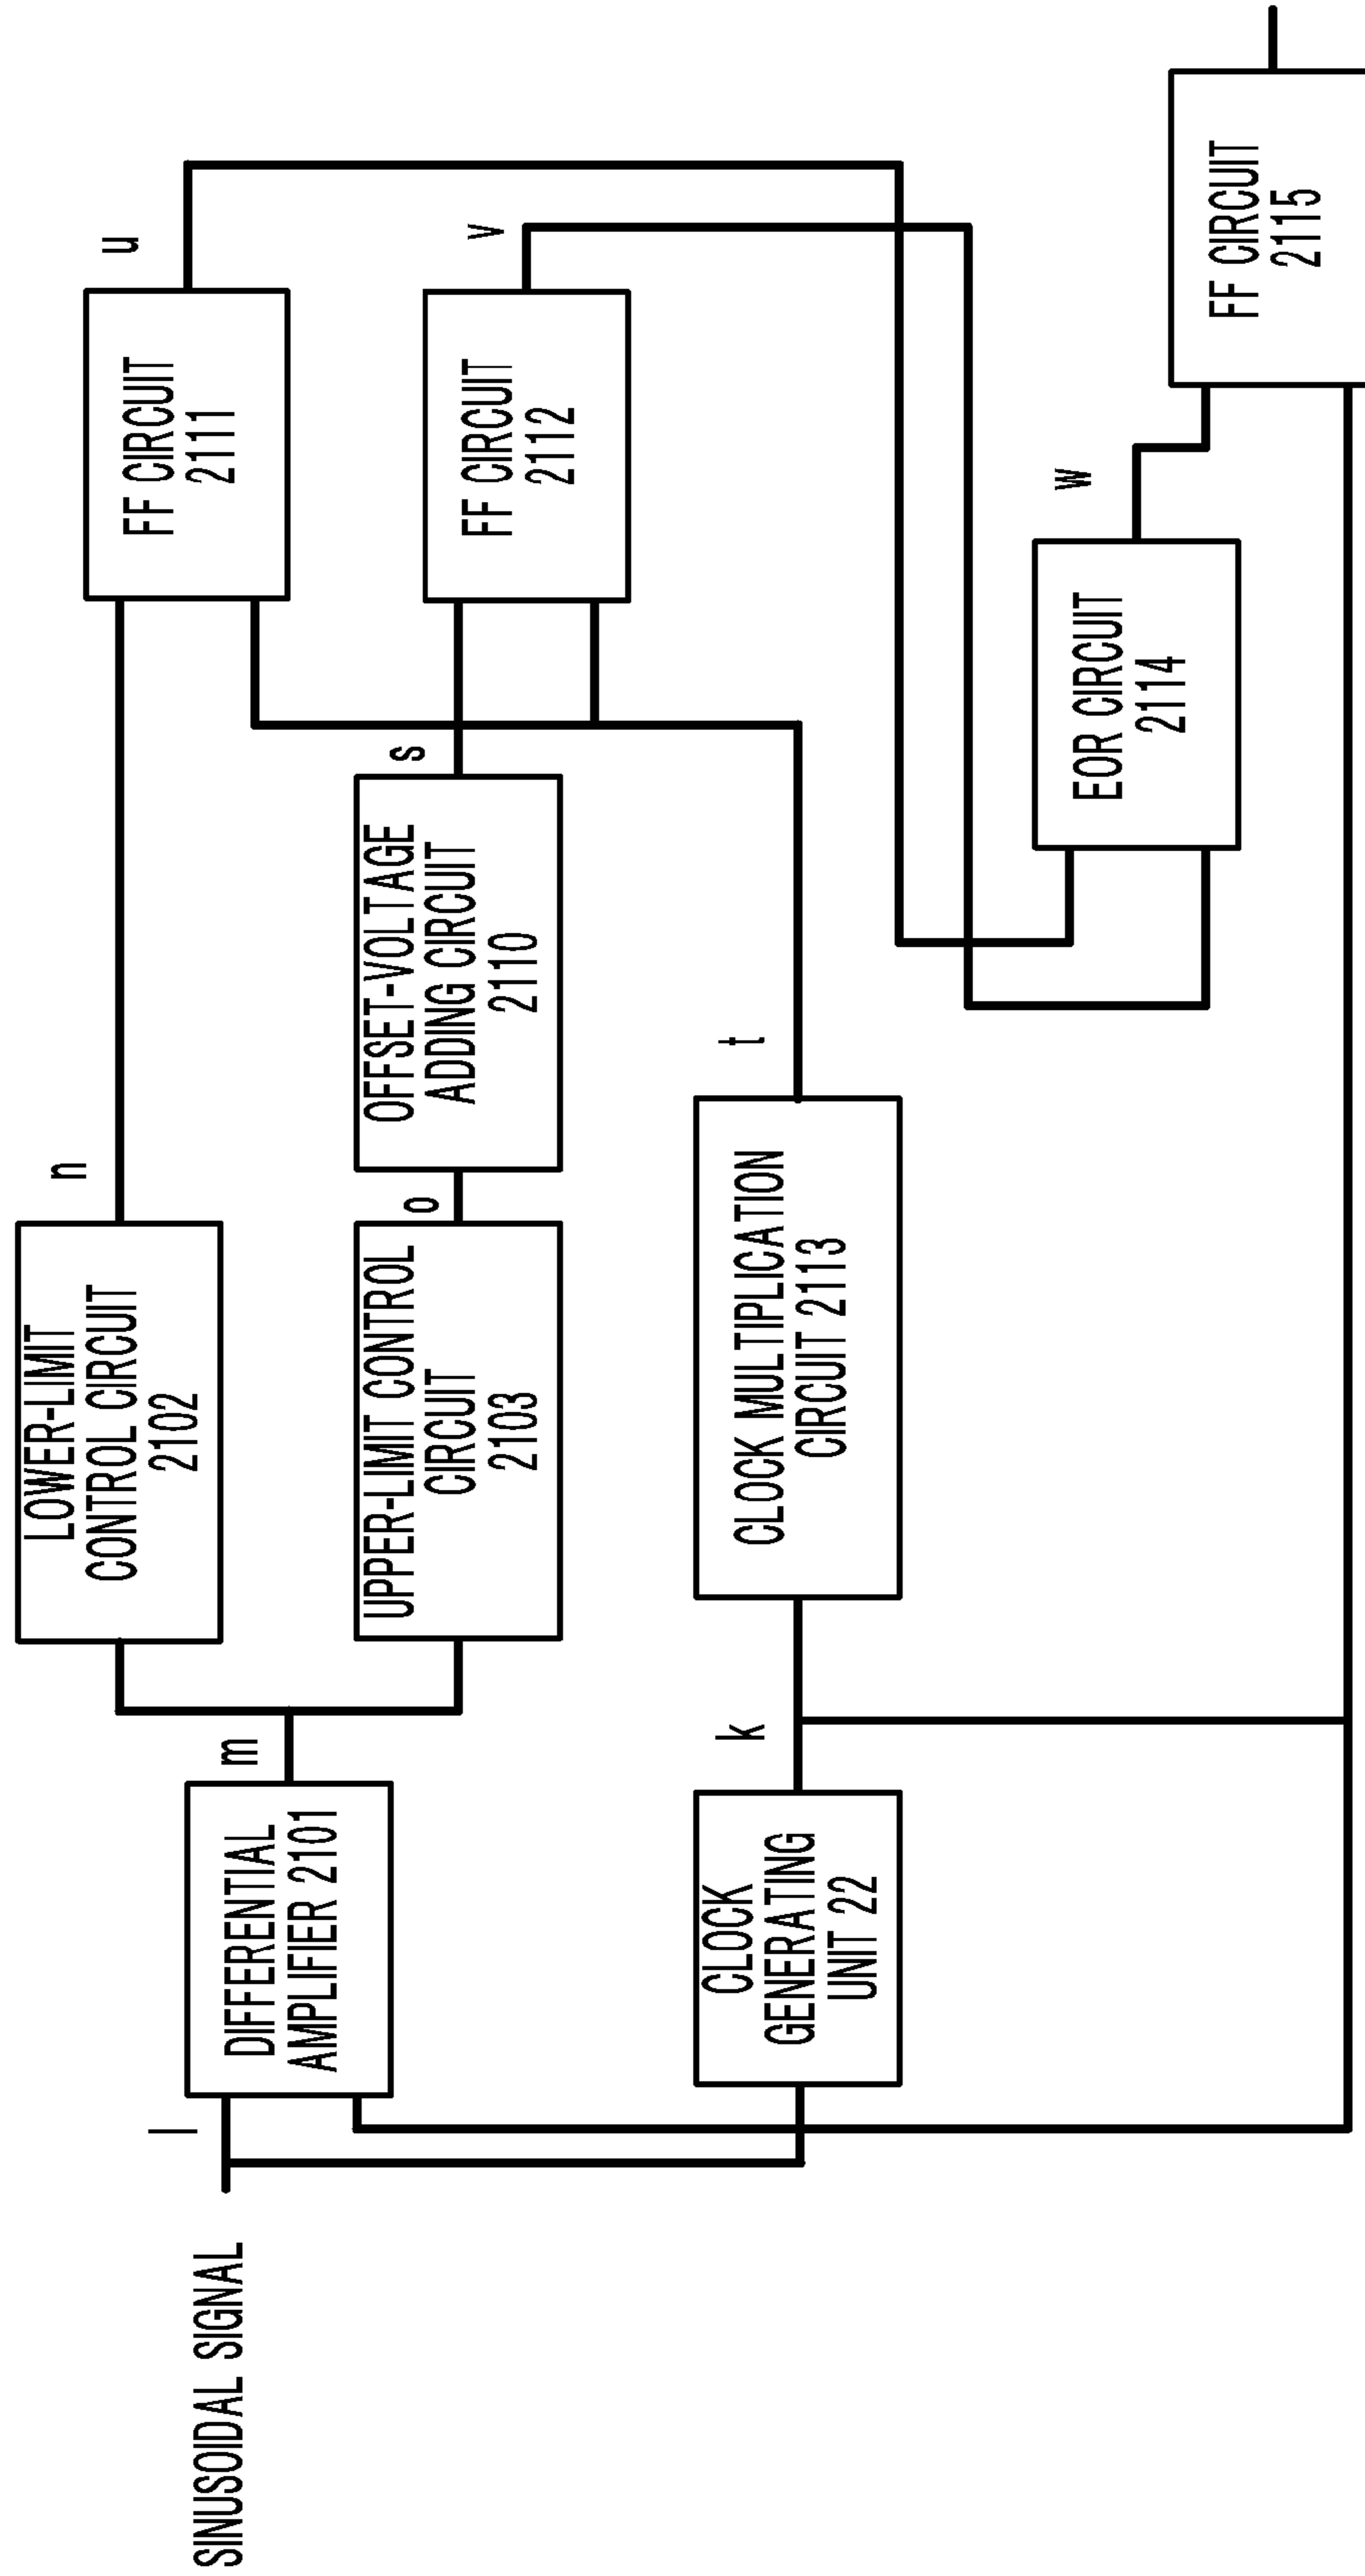 SINUSOIDAL SIGNAL
l
DIFFERENTIAL
AMPLIFIER 2101
m
LOWER-LIMIT
CONTROL CIRCUIT
2102
n
FF CIRCUIT
2111
u
UPPER-LIMIT CONTROL
CIRCUIT
2103
o
OFFSET-VOLTAGE
ADDING CIRCUIT
2110
s
FF CIRCUIT
2112
v
CLOCK
GENERATING
UNIT 22
k
CLOCK MULTIPLICATION
CIRCUIT 2113
t
EOR CIRCUIT
2114
w
FF CIRCUIT
2115